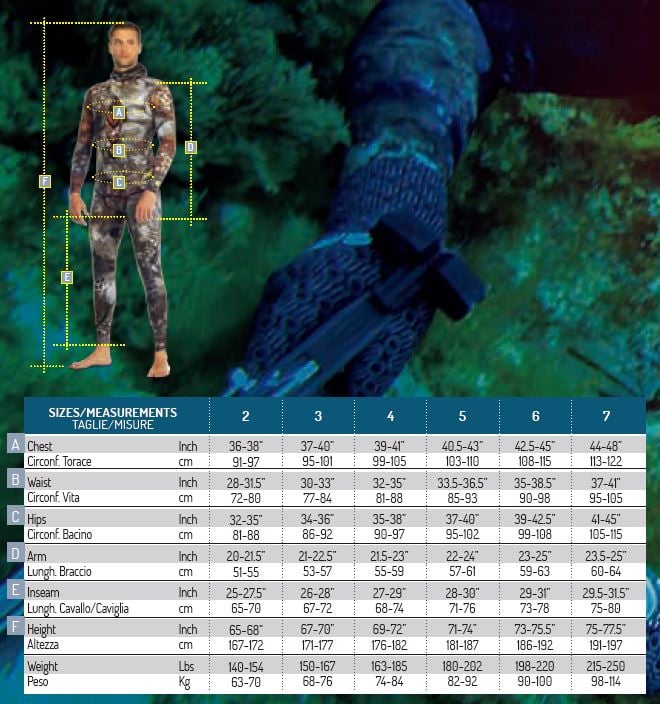 A
B
C
D
F
E
SIZES/MEASUREMENTS 2 3 4 5 6 7
TAGLIE/MISURE
A Chest Inch 36-38" 37-40" 39-41" 40.5-43" 42.5-45" 44-48"
Circonf. Torace cm 91-97 95-101 99-105 103-110 108-115 113-122
B Waist Inch 28-31.5" 30-33" 32-35" 33.5-36.5" 35-38.5" 37-41"
Circonf. Vita cm 72-80 77-84 81-88 85-93 90-98 95-105
C Hips Inch 32-35" 34-36" 35-38" 37-40" 39-42.5" 41-45"
Circonf. Bacino cm 81-88 86-92 90-97 95-102 99-108 105-115
D Arm Inch 20-21.5" 21-22.5" 21.5-23" 22-24" 23-25" 23.5-25"
Lungh. Braccio cm 51-55 53-57 55-59 57-61 59-63 60-64
E Inseam Inch 25-27.5" 26-28" 27-29" 28-30" 29-31" 29.5-31.5"
Lungh. Cavallo/Caviglia cm 65-70 67-72 68-74 71-76 73-78 75-80
F Height Inch 65-68" 67-70" 69-72" 71-74" 73-75.5" 75-77.5"
Altezza cm 167-172 171-177 176-182 181-187 186-192 191-197
Weight Lbs 140-154 150-167 163-185 180-202 198-220 215-250
Peso Kg 63-70 68-76 74-84 82-92 90-100 98-114